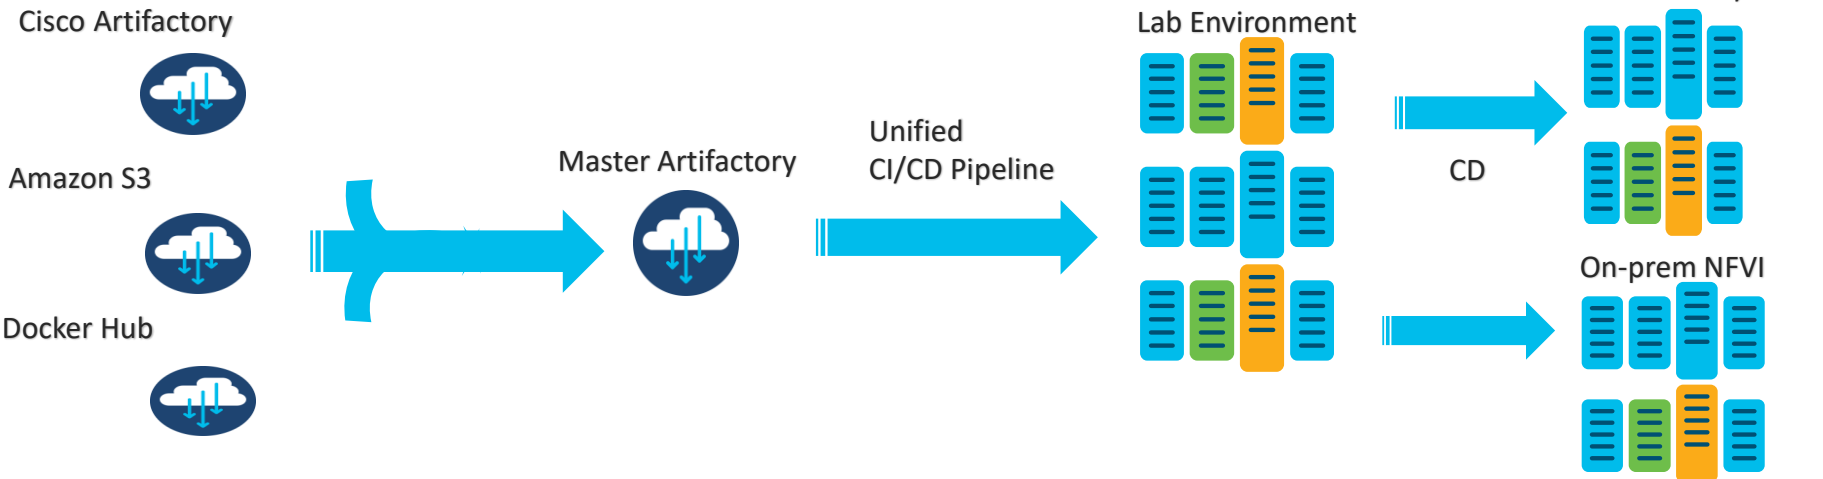 Cisco Artifactory
Amazon S3
Docker Hub
Master Artifactory
Unified
CI/CD Pipeline
Lab Environment
CD
On-prem NFVI